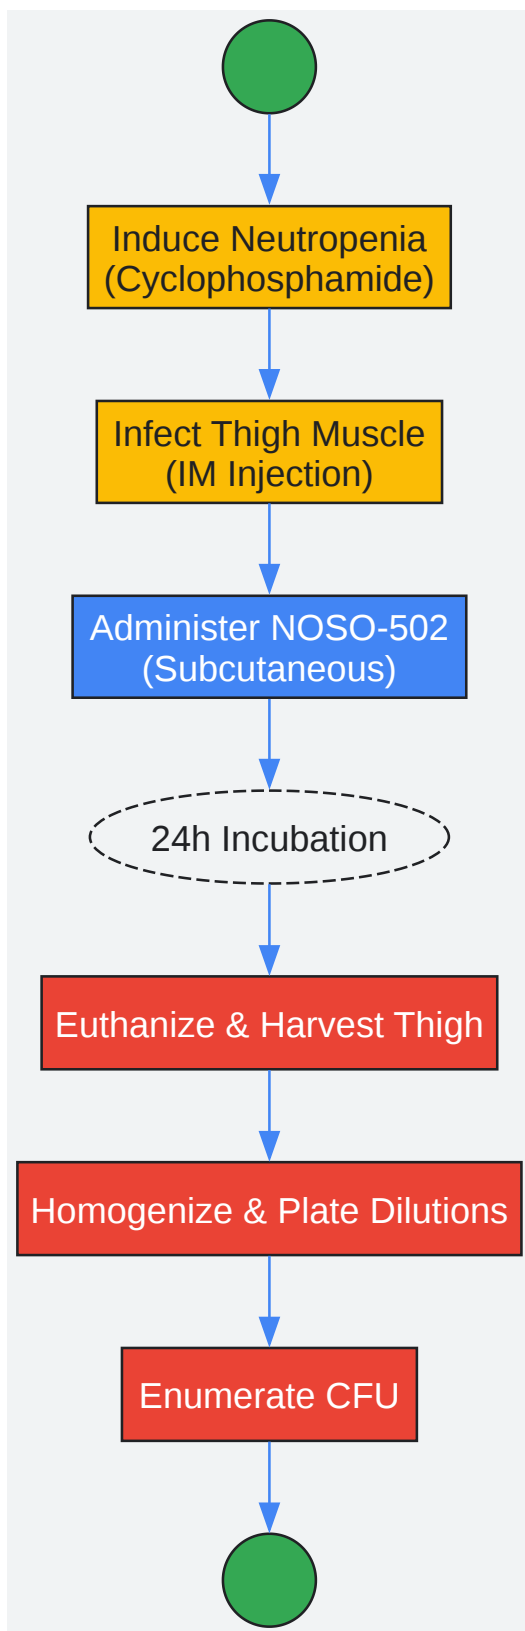 Induce Neutropenia
(Cyclophosphamide)
Infect Thigh Muscle
(IM Injection)
Administer NOSO-502
(Subcutaneous)
24h Incubation
Euthanize & Harvest Thigh
Homogenize & Plate Dilutions
Enumerate CFU